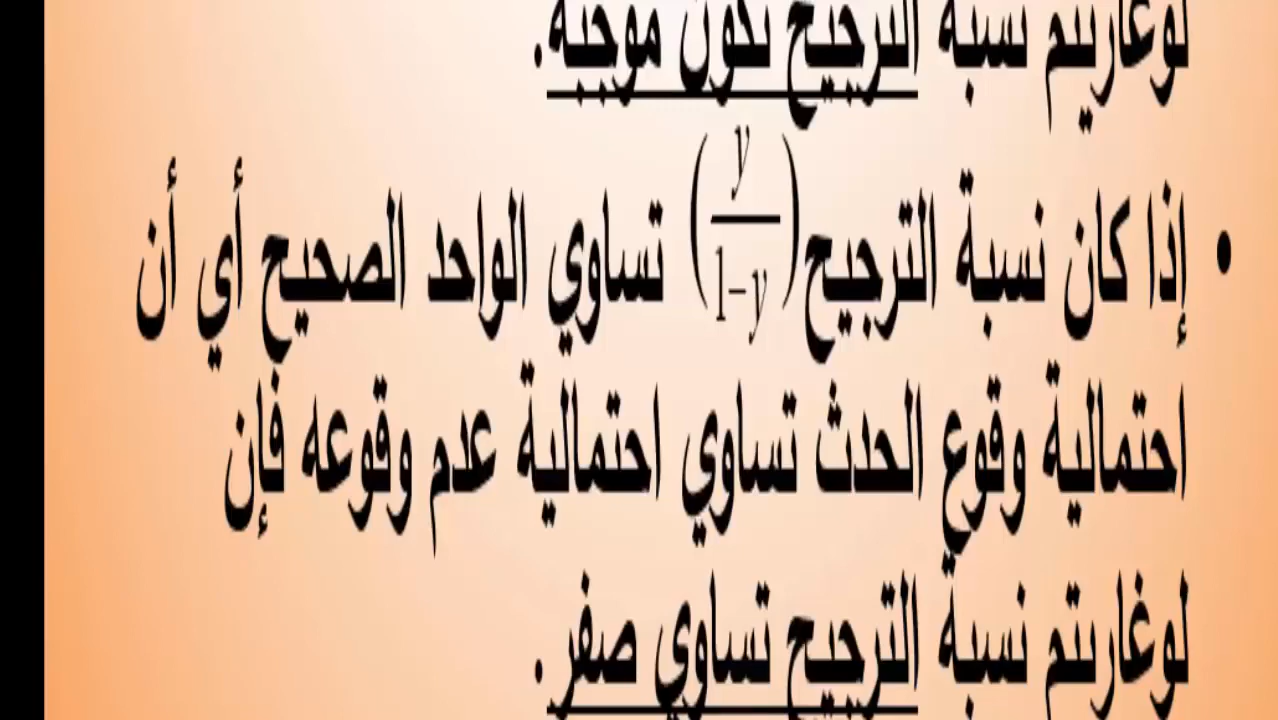 لوغاريتم نسبة الترجيح تكون موجبة.
• إذا كان نسبة الترجيح (y/1-y) تساوي الواحد الصحيح أي أن
احتمالية وقوع الحدث تساوي احتمالية عدم وقوعه فإن
لوغاريتم نسبة الترجيح تساوي صفر.